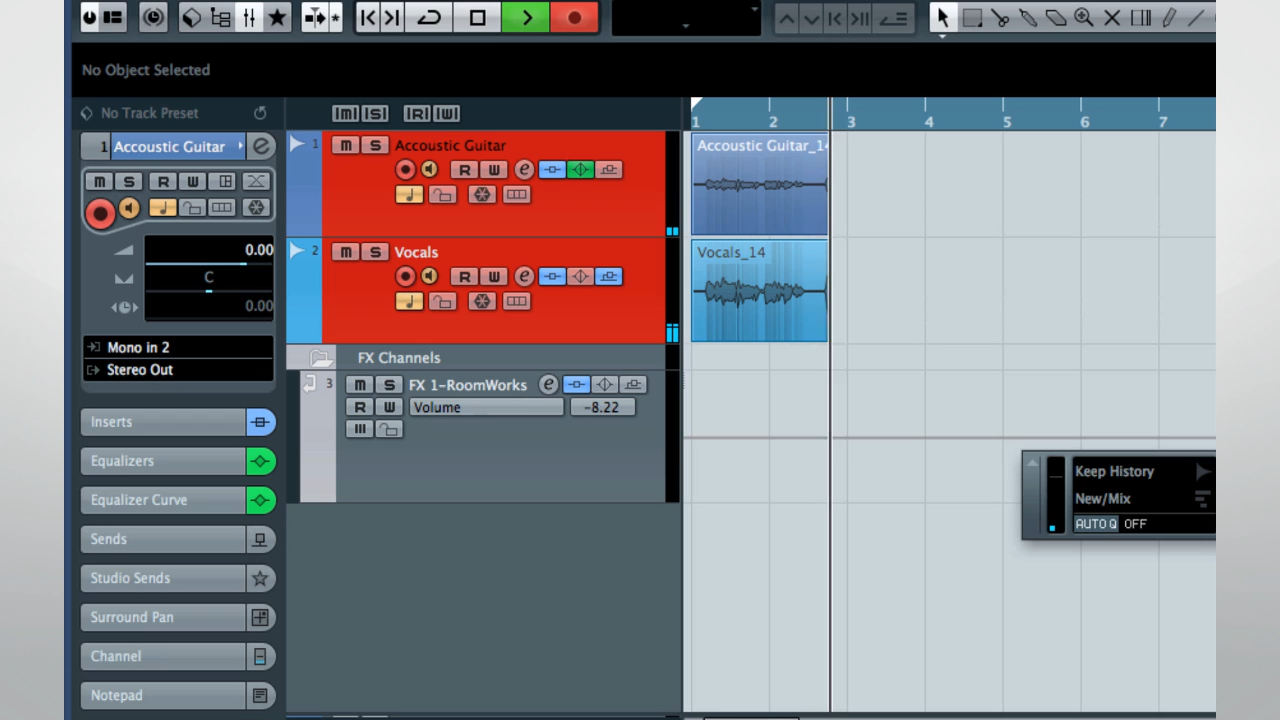 No Object Selected
No Track Preset
1 Accoustic Guitar
M S R W
0.00
C
0.00
Mono in 2
Stereo Out
Inserts
Equalizers
Equalizer Curve
Sends
Studio Sends
Surround Pan
Channel
Notepad
M S R W
1 M S Accoustic Guitar
R W e
2 M S Vocals
R W e
FX Channels
3 M S FX 1-RoomWorks e
R W Volume -8.22
1 2 3 4 5 6 7
Accoustic Guitar_14
Vocals_14
Keep History
New/Mix
AUTO Q OFF